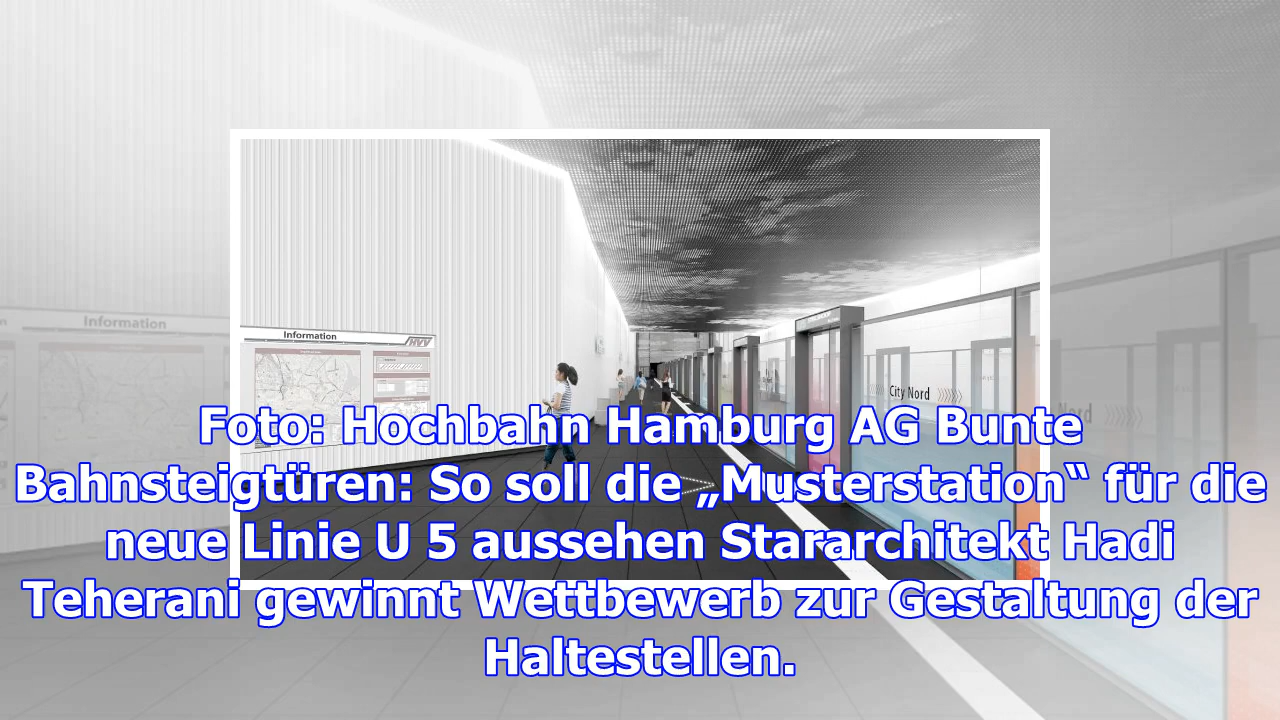 Information
HVV
City Nord
Information
Nord
Foto: Hochbahn Hamburg AG Bunte
Bahnsteigtüren: So soll die „Musterstation“ für die
neue Linie U 5 aussehen Stararchitekt Hadi
Teherani gewinnt Wettbewerb zur Gestaltung der
Haltestellen.